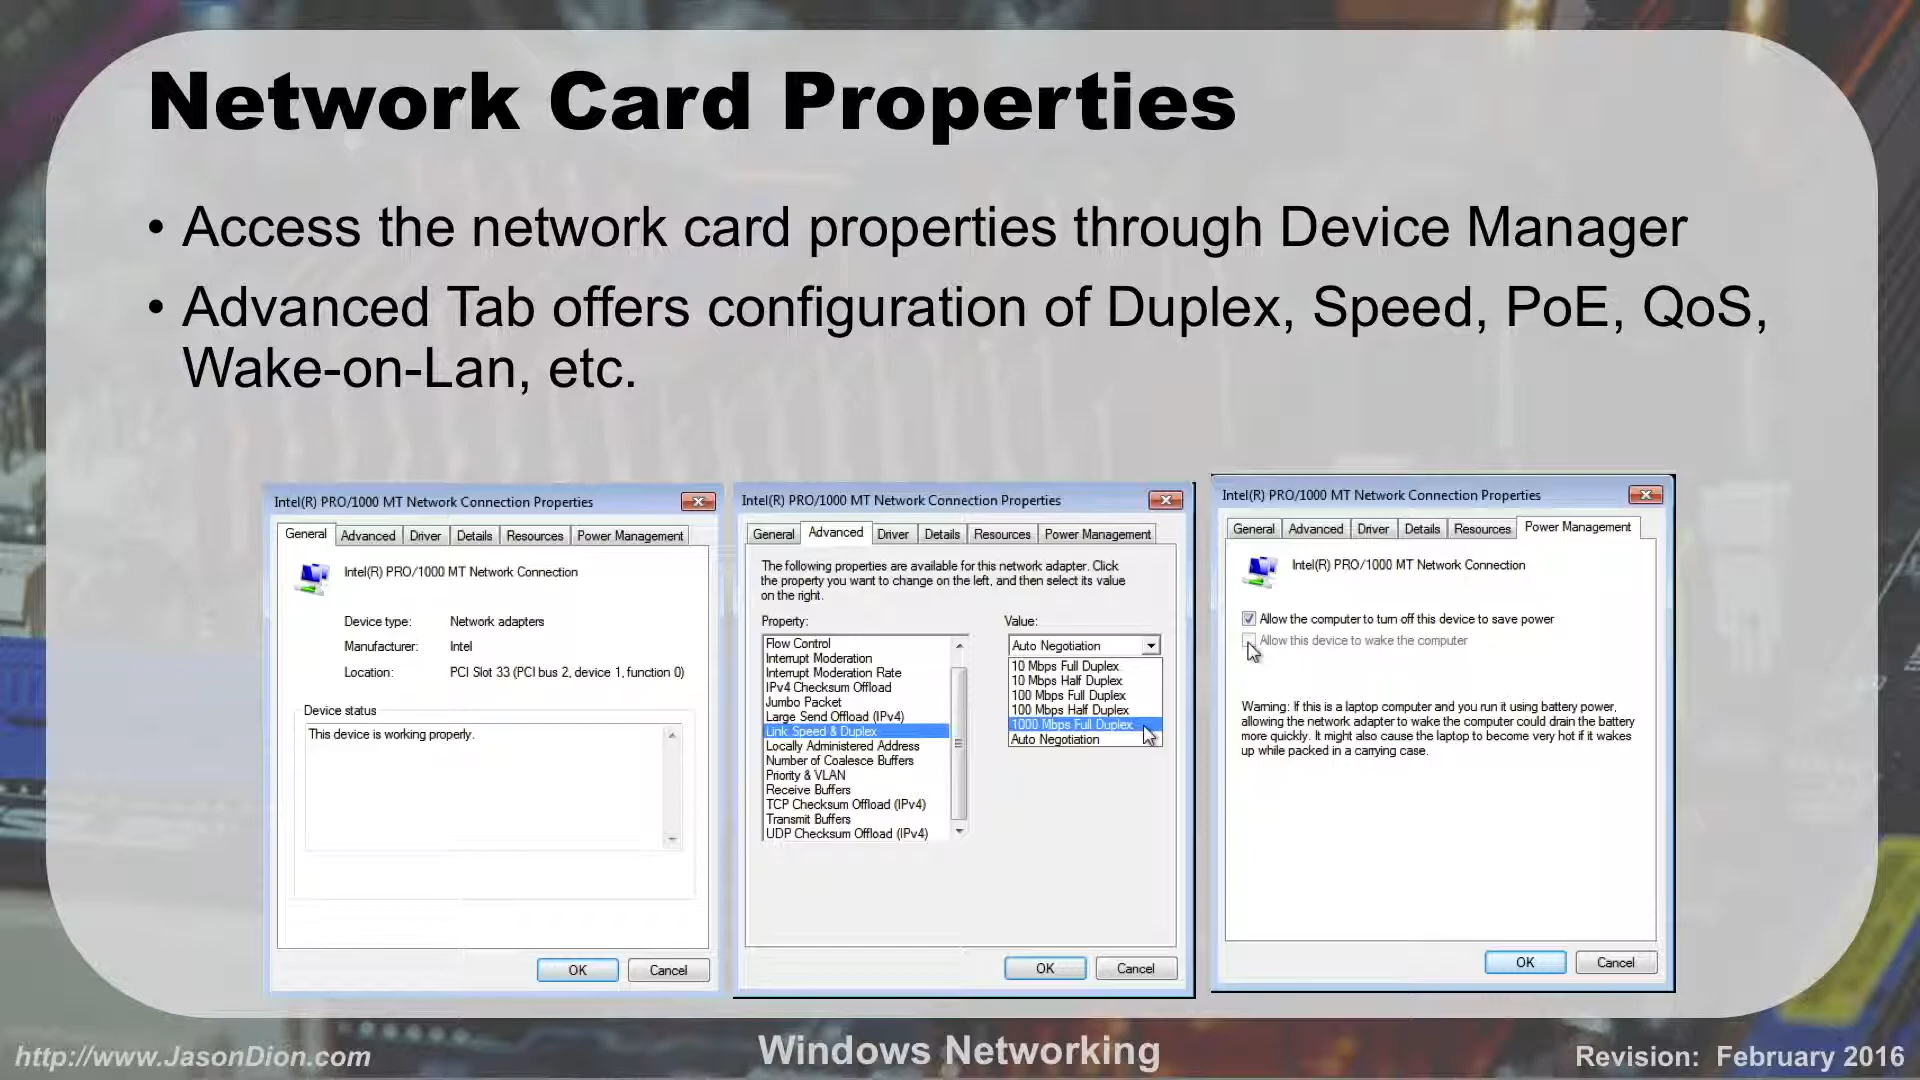 Network Card Properties
• Access the network card properties through Device Manager
• Advanced Tab offers configuration of Duplex, Speed, PoE, QoS,
Wake-on-Lan, etc.
Intel(R) PRO/1000 MT Network Connection Properties
General Advanced Driver Details Resources Power Management
Intel(R) PRO/1000 MT Network Connection
Device type: Network adapters
Manufacturer: Intel
Location: PCI Slot 33 (PCI bus 2, device 1, function 0)
Device status
This device is working properly.
OK Cancel
Intel(R) PRO/1000 MT Network Connection Properties
General Advanced Driver Details Resources Power Management
The following properties are available for this network adapter. Click
the property you want to change on the left, and then select its value
on the right.
Property:
Flow Control
Interrupt Moderation
Interrupt Moderation Rate
IPv4 Checksum Offload
Jumbo Packet
Large Send Offload (IPv4)
Link Speed & Duplex
Locally Administered Address
Number of Coalesce Buffers
Priority & VLAN
Receive Buffers
TCP Checksum Offload (IPv4)
Transmit Buffers
UDP Checksum Offload (IPv4)
Value:
Auto Negotiation
10 Mbps Full Duplex
10 Mbps Half Duplex
100 Mbps Full Duplex
100 Mbps Half Duplex
1000 Mbps Full Duplex
Auto Negotiation
OK Cancel
Intel(R) PRO/1000 MT Network Connection Properties
General Advanced Driver Details Resources Power Management
Intel(R) PRO/1000 MT Network Connection
Allow the computer to turn off this device to save power
Allow this device to wake the computer
Warning: If this is a laptop computer and you run it using battery power,
allowing the network adapter to wake the computer could drain the battery
more quickly. It might also cause the laptop to become very hot if it wakes
up while packed in a carrying case.
OK Cancel
http://www.JasonDion.com
Windows Networking
Revision: February 2016